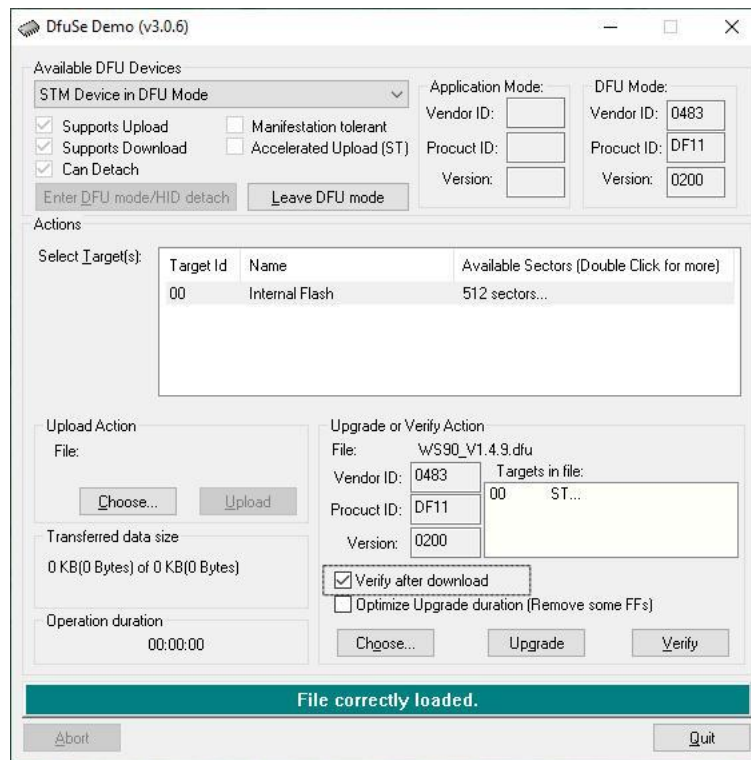 DfuSe Demo (v3.0.6)
Available DFU Devices
STM Device in DFU Mode
Supports Upload
Manifestation tolerant
Supports Download
Accelerated Upload (ST)
Can Detach
Enter DFU mode/HID detach
Leave DFU mode
Application Mode:
Vendor ID:
Procuct ID:
Version:
DFU Mode:
Vendor ID: 0483
Procuct ID: DF11
Version: 0200
Actions
Select Target(s):
Target Id Name Available Sectors (Double Click for more)
00 Internal Flash 512 sectors...
Upload Action
File:
Choose... Upload
Transferred data size
0 KB(0 Bytes) of 0 KB(0 Bytes)
Operation duration
00:00:00
Upgrade or Verify Action
File: WS90_V1.4.9.dfu
Vendor ID: 0483
Procuct ID: DF11
Version: 0200
Targets in file:
00 ST...
Verify after download
Optimize Upgrade duration (Remove some FFs)
Choose... Upgrade Verify
File correctly loaded.
Abort Quit